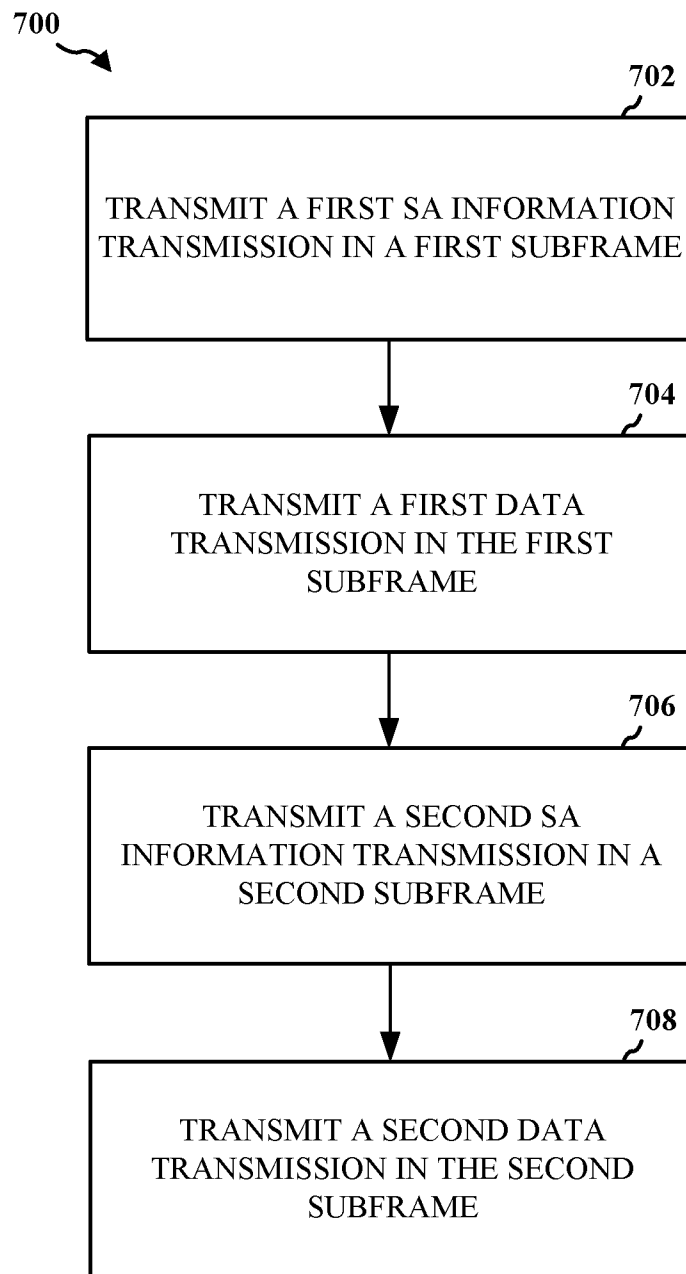 700
702
TRANSMIT A FIRST SA INFORMATION
TRANSMISSION IN A FIRST SUBFRAME
704
TRANSMIT A FIRST DATA
TRANSMISSION IN THE FIRST
SUBFRAME
706
TRANSMIT A SECOND SA
INFORMATION TRANSMISSION IN A
SECOND SUBFRAME
708
TRANSMIT A SECOND DATA
TRANSMISSION IN THE SECOND
SUBFRAME